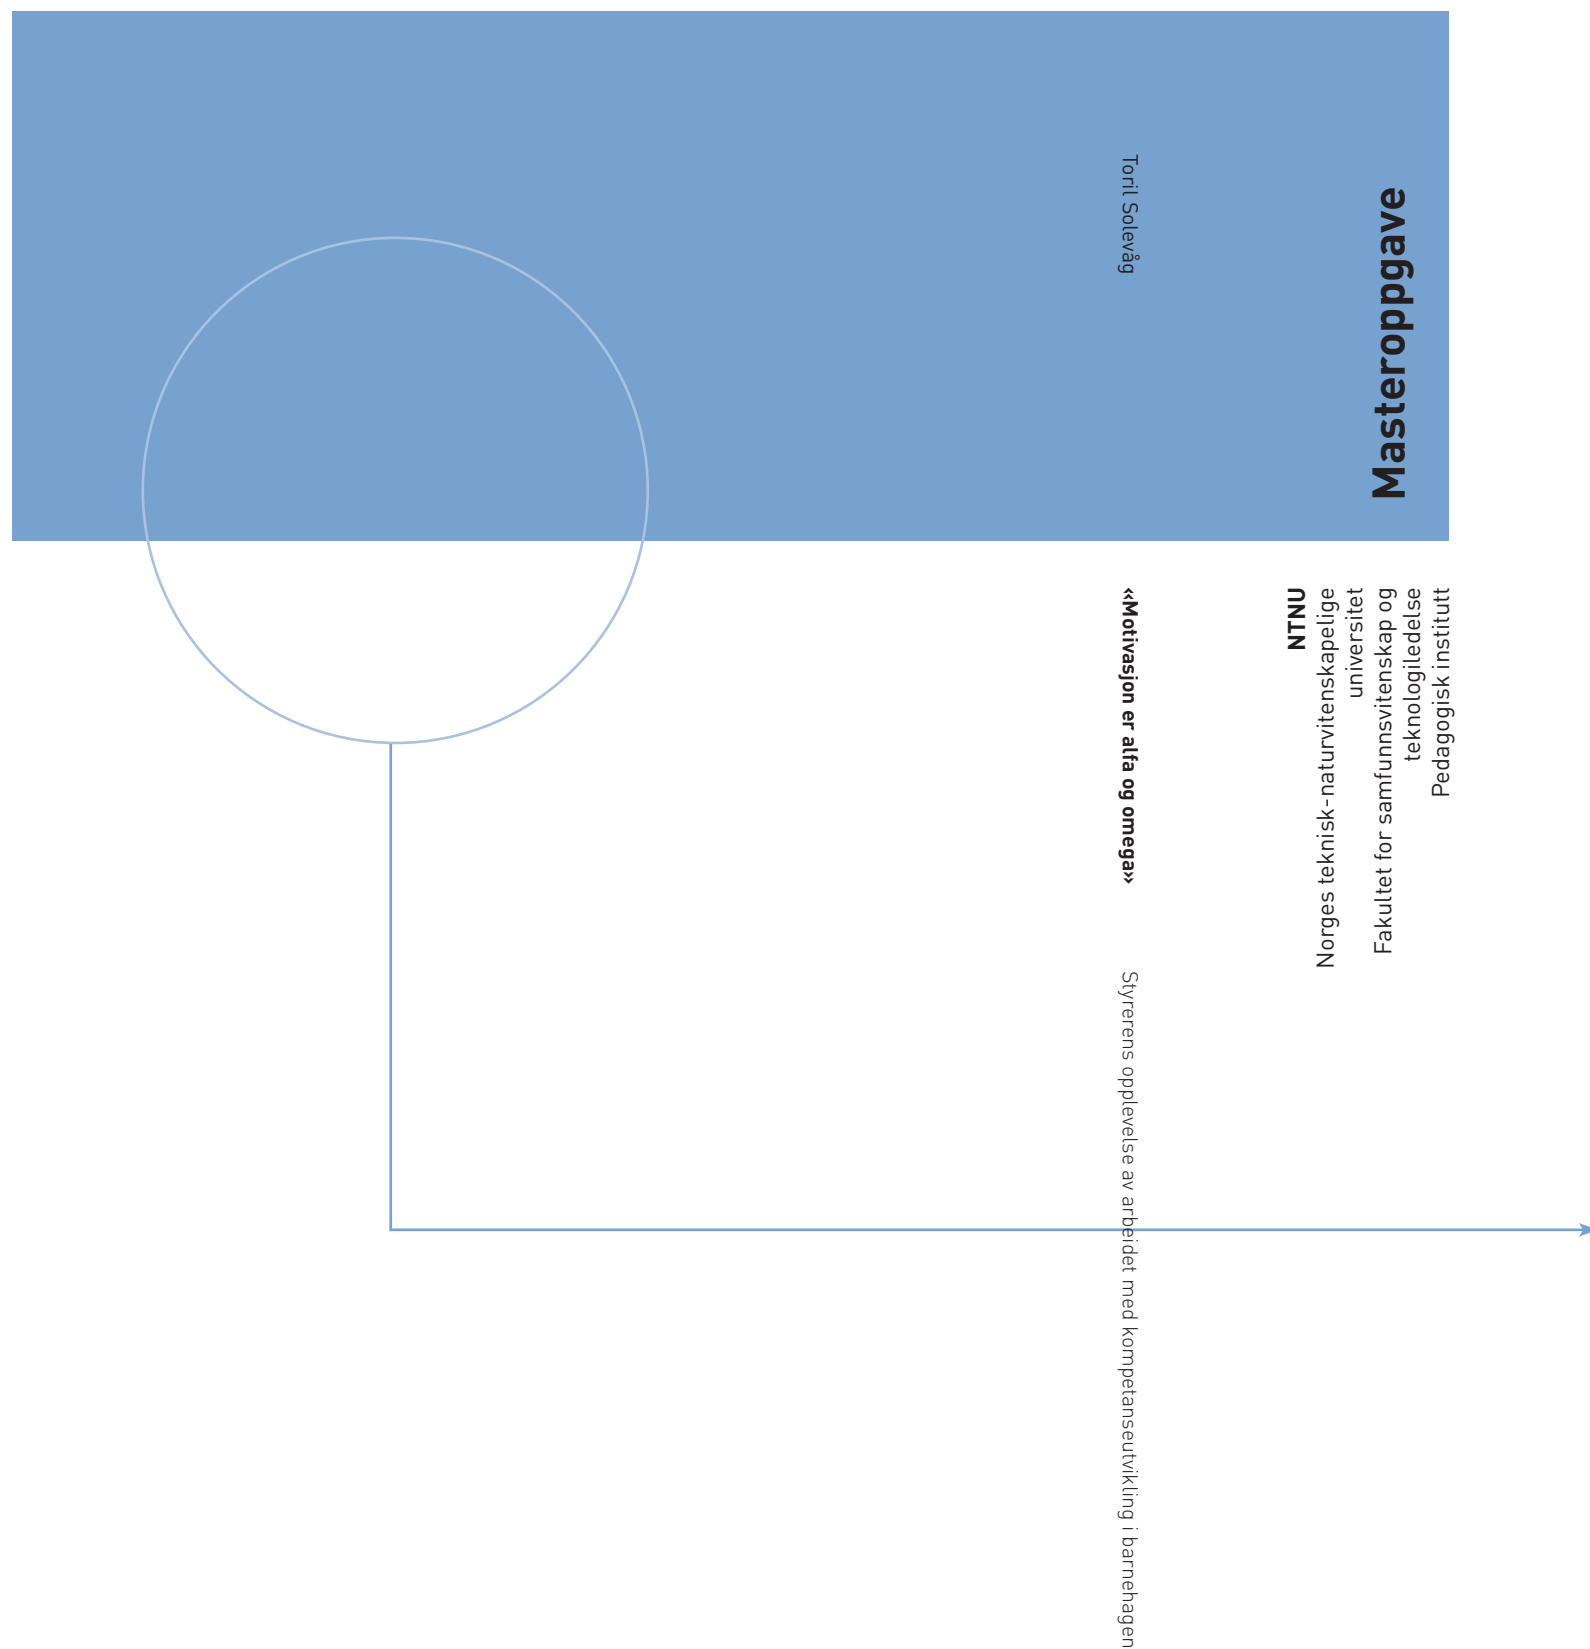 Masteroppgave
NTNU
Norges teknisk-naturvitenskapelige
universitet
Fakultet for samfunnsvitenskap og
teknologiledelse
Pedagogisk institutt
Toril Solevåg
«Motivasjon er alfa og omega»
Styrerens opplevelse av arbeidet med kompetanseutvikling i barnehagen